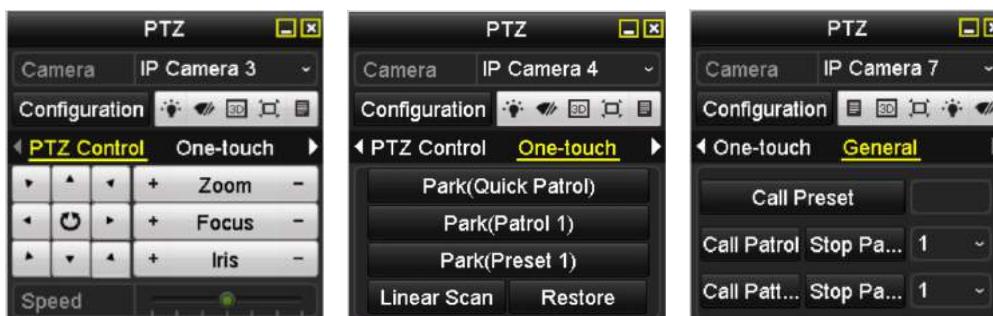 PTZ
Camera IP Camera 3
Configuration 3D
PTZ Control One-touch
+ Zoom -
+ Focus -
+ Iris -
Speed
PTZ
Camera IP Camera 4
Configuration 3D
PTZ Control One-touch
Park(Quick Patrol)
Park(Patrol 1)
Park(Preset 1)
Linear Scan Restore
PTZ
Camera IP Camera 7
Configuration 3D
One-touch General
Call Preset
Call Patrol Stop Pa... 1
Call Patt... Stop Pa... 1